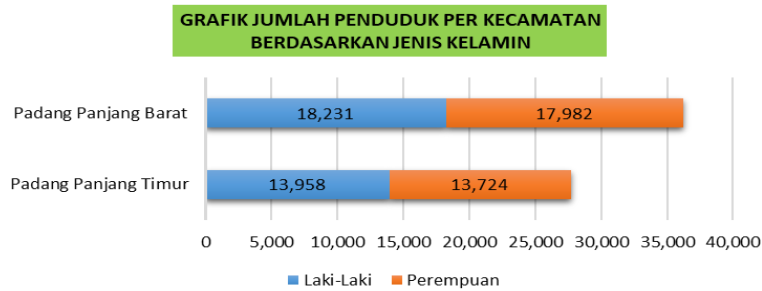 GRAFIK JUMLAH PENDUDUK PER KECAMATAN
BERDASARKAN JENIS KELAMIN
Padang Panjang Barat 18,231 17,982
Padang Panjang Timur 13,958 13,724
0 5,000 10,000 15,000 20,000 25,000 30,000 35,000 40,000
Laki-Laki Perempuan